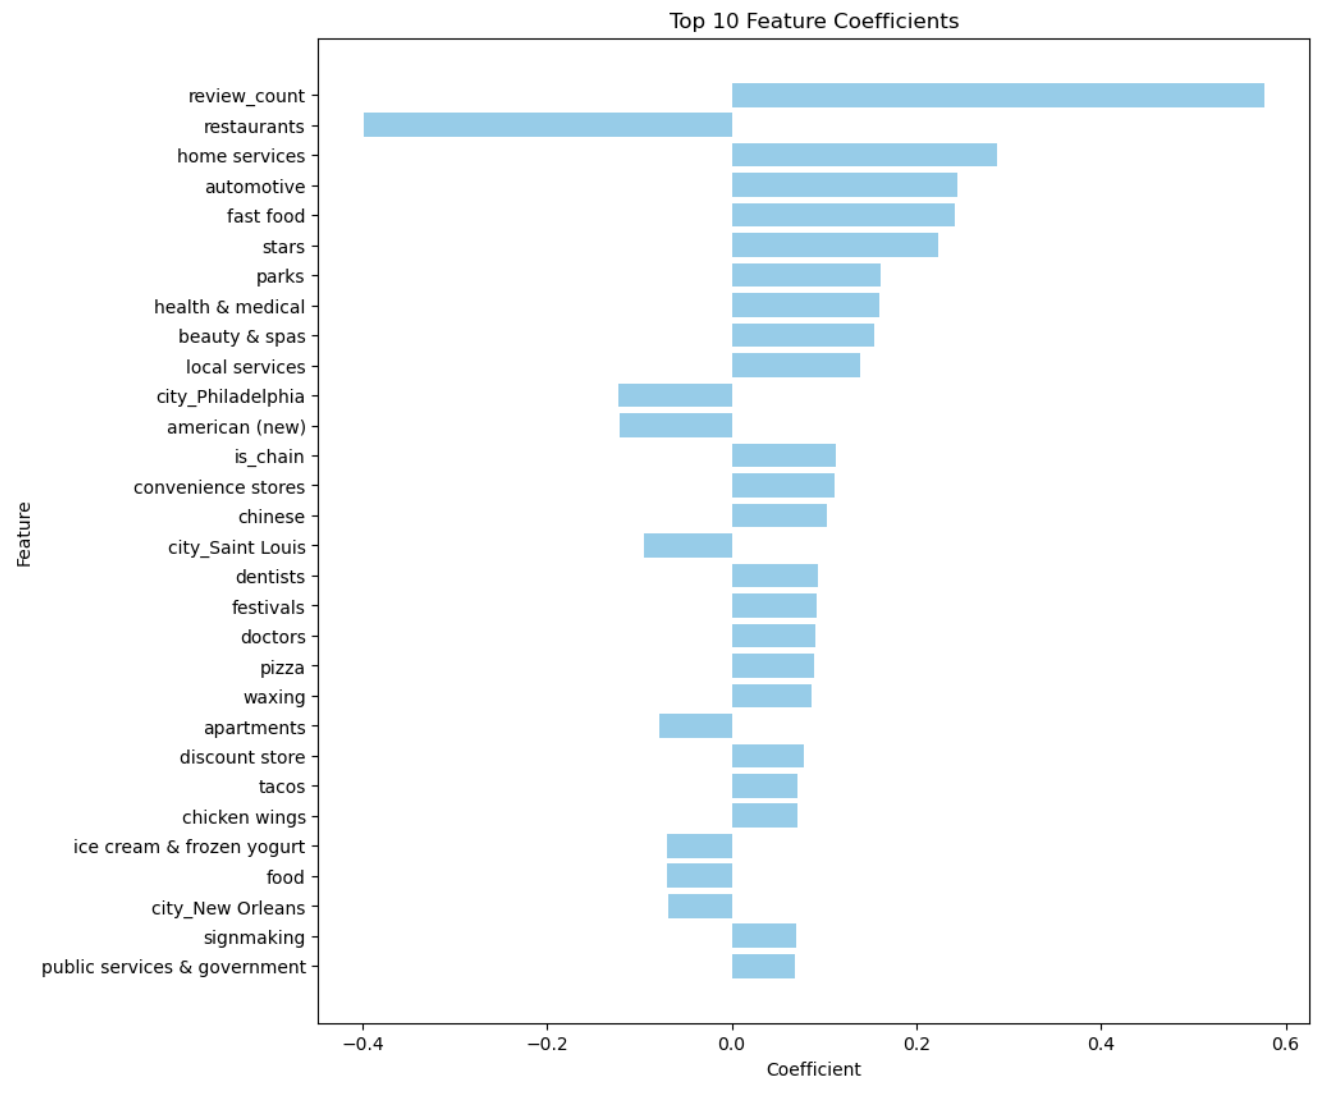 Top 10 Feature Coefficients
review_count
restaurants
home services
automotive
fast food
stars
parks
health & medical
beauty & spas
local services
city_Philadelphia
american (new)
is_chain
convenience stores
chinese
city_Saint Louis
dentists
festivals
doctors
pizza
waxing
apartments
discount store
tacos
chicken wings
ice cream & frozen yogurt
food
city_New Orleans
signmaking
public services & government
Feature
−0.4 −0.2 0.0 0.2 0.4 0.6
Coefficient